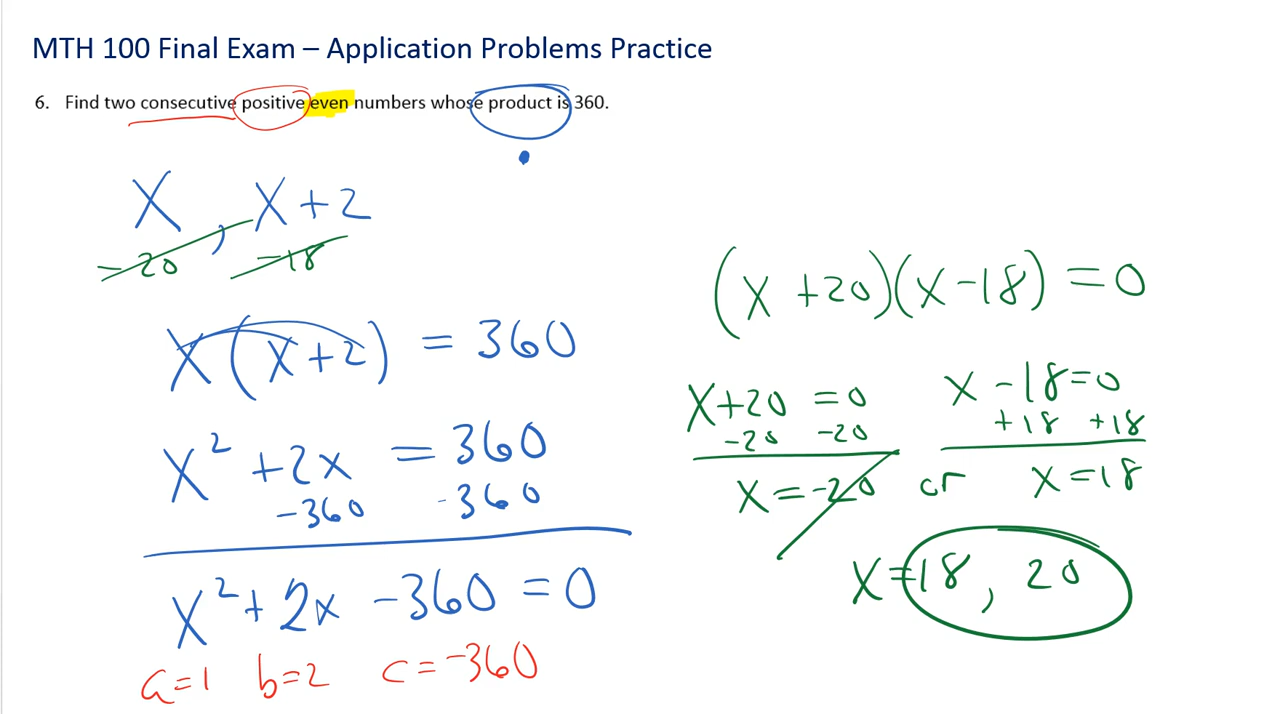 MTH 100 Final Exam – Application Problems Practice
6. Find two consecutive positive even numbers whose product is 360.
X , X + 2
-20 -18
X(X+2) = 360
X² + 2x = 360
-360 -360
X² + 2x - 360 = 0
a = 1 b = 2 c = -360
(X + 20)(X - 18) = 0
X + 20 = 0 X - 18 = 0
-20 -20 +18 +18
X = -20 or X = 18
X = 18, 20